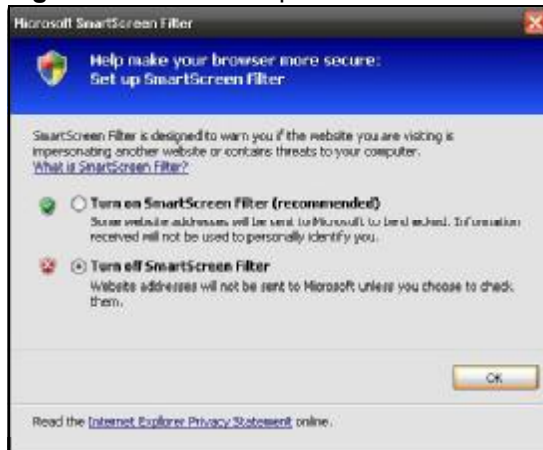 Microsoft SmartScreen Filter
Help make your browser more secure:
Set up SmartScreen Filter
SmartScreen Filter is designed to warn you if the website you are visiting is
impersonating another website or contains threats to your computer.
What is SmartScreen Filter?
Turn on SmartScreen Filter (recommended)
Some website addresses will be sent to Microsoft to be checked. Information
received will not be used to personally identify you.
Turn off SmartScreen Filter
Website addresses will not be sent to Microsoft unless you choose to check
them.
OK
Read the Internet Explorer Privacy Statement online.